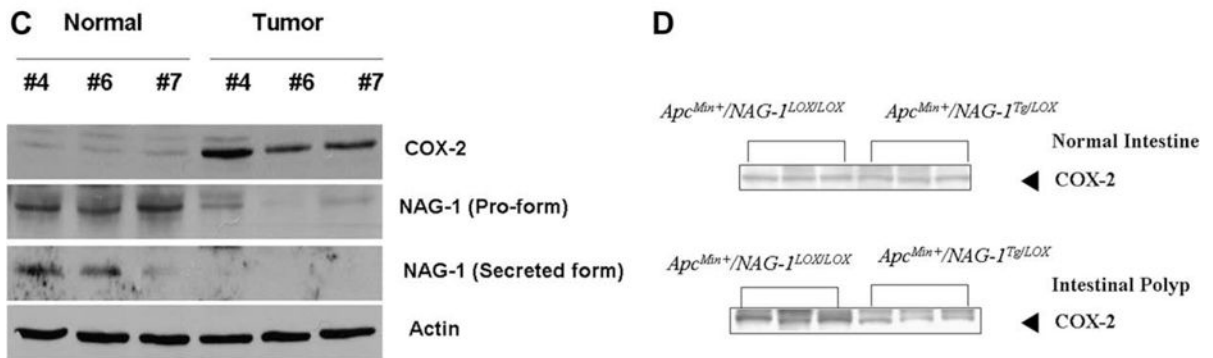 C
Normal Tumor
#4 #6 #7 #4 #6 #7
COX-2
NAG-1 (Pro-form)
NAG-1 (Secreted form)
Actin
D
Apc^Min+/NAG-1^LOX/LOX Apc^Min+/NAG-1^Tg/LOX
Normal Intestine
COX-2
Apc^Min+/NAG-1^LOX/LOX Apc^Min+/NAG-1^Tg/LOX
Intestinal Polyp
COX-2